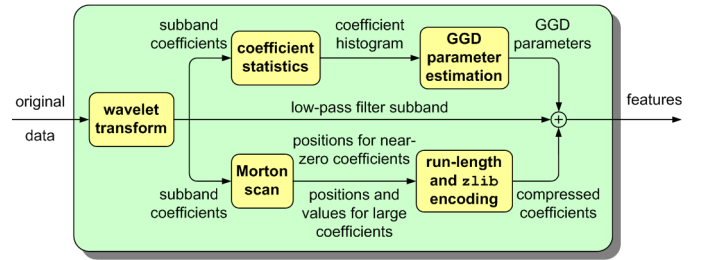 subband
coefficients
coefficient
statistics
coefficient
histogram
GGD
parameter
estimation
GGD
parameters
original
data
wavelet
transform
low-pass filter subband
+
features
subband
coefficients
Morton
scan
positions for near-
zero coefficients
positions and
values for large
coefficients
run-length
and zlib
encoding
compressed
coefficients